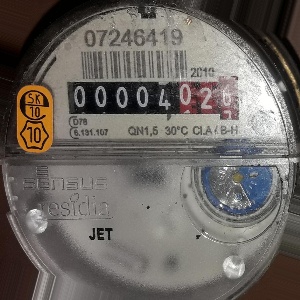 07246419
2010
00004026
D78
6.131.107
QN1,5 30°C Cl.A/B-H
SK
10
10
SENSUS
residia
JET